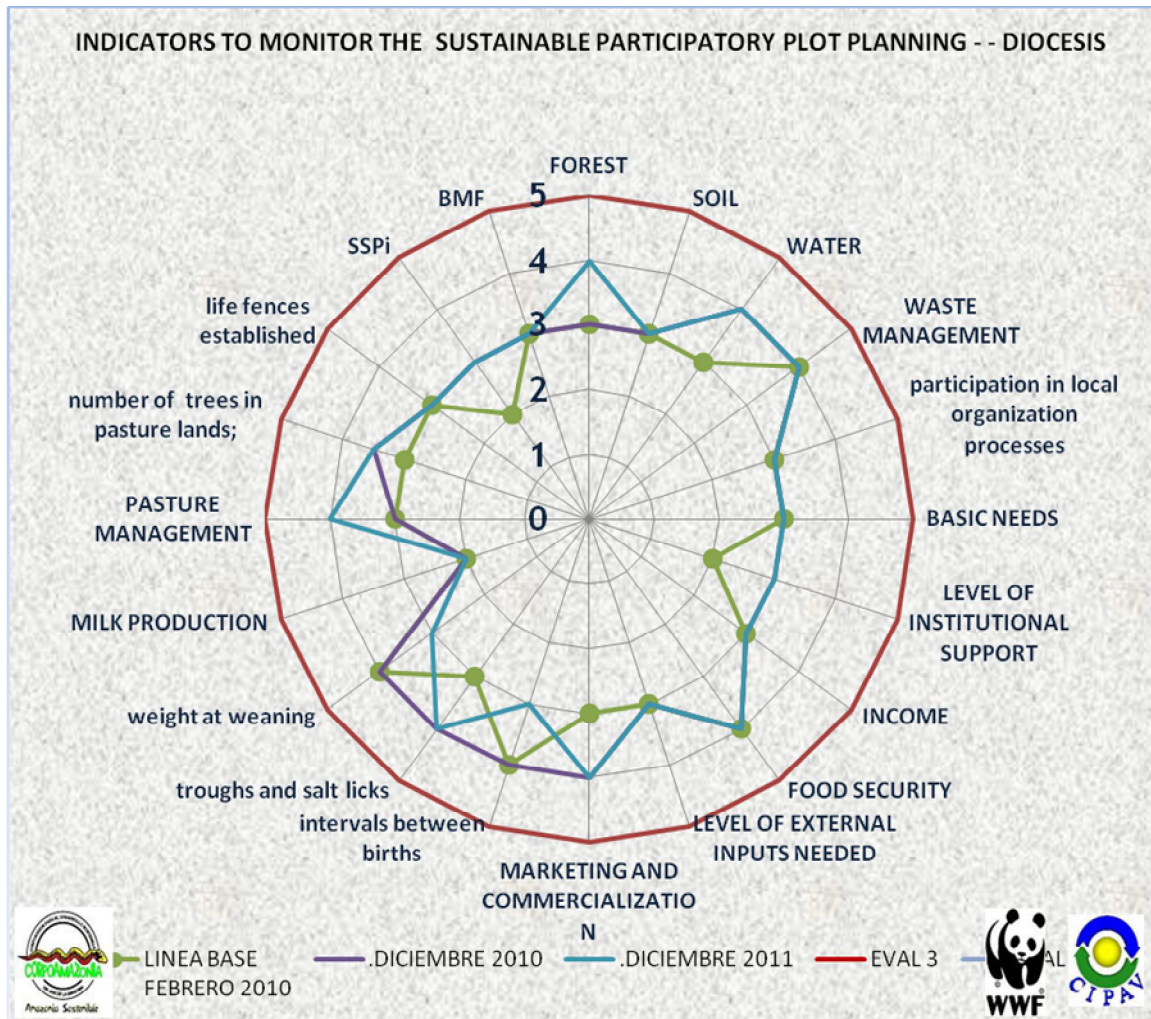 INDICATORS TO MONITOR THE SUSTAINABLE PARTICIPATORY PLOT PLANNING - - DIOCESIS
FOREST
SOIL
WATER
WASTE
MANAGEMENT
participation in local
organization
processes
BASIC NEEDS
LEVEL OF
INSTITUTIONAL
SUPPORT
INCOME
FOOD SECURITY
LEVEL OF EXTERNAL
INPUTS NEEDED
MARKETING AND
COMMERCIALIZATIO
N
intervals between
births
troughs and salt licks
weight at weaning
MILK PRODUCTION
PASTURE
MANAGEMENT
number of trees in
pasture lands;
life fences
established
SSPi
BMF
5
4
3
2
1
0
LINEA BASE
FEBRERO 2010
.DICIEMBRE 2010
.DICIEMBRE 2011
EVAL 3
AL
CORPOAMAZONIA
Amazonia Sostenible
WWF
CIPAV